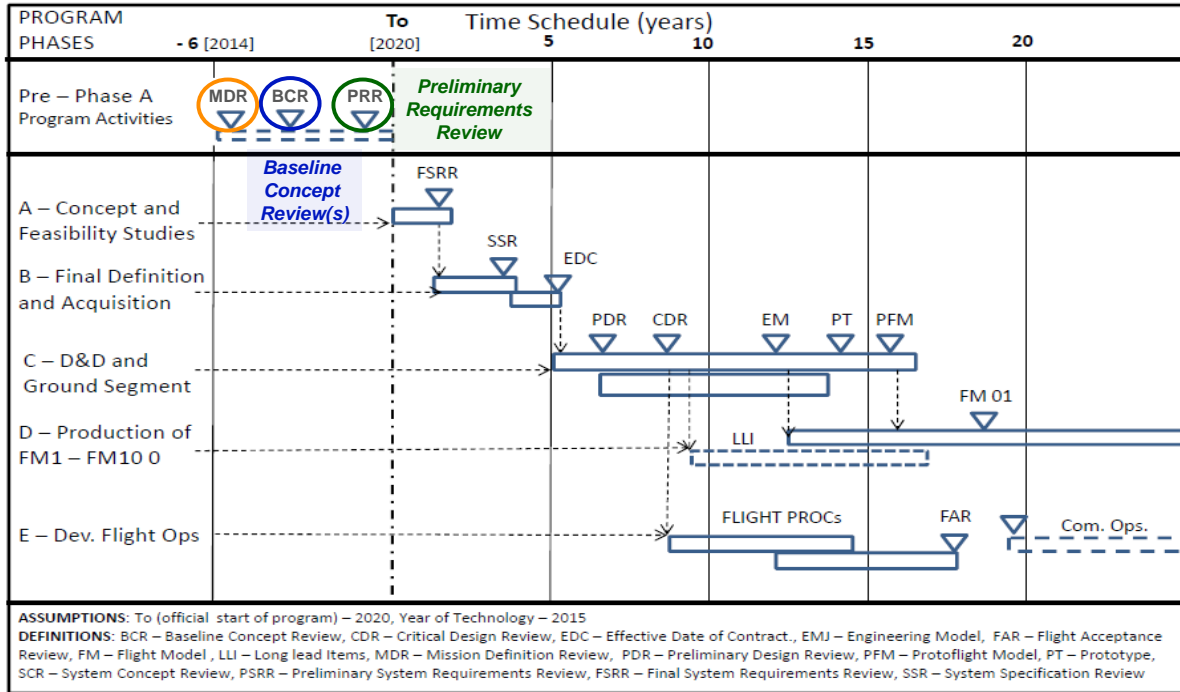 PROGRAM PHASES
Time Schedule (years)
- 6 [2014]
To
[2020]
5
10
15
20
Pre – Phase A
Program Activities
MDR
BCR
PRR
Preliminary
Requirements
Review
Baseline
Concept
Review(s)
A – Concept and
Feasibility Studies
FSRR
B – Final Definition
and Acquisition
SSR
EDC
C – D&D and
Ground Segment
PDR
CDR
EM
PT
PFM
D – Production of
FM1 – FM10 0
LLI
FM 01
E – Dev. Flight Ops
FLIGHT PROCs
FAR
Com. Ops.
ASSUMPTIONS: To (official start of program) – 2020, Year of Technology – 2015
DEFINITIONS: BCR – Baseline Concept Review, CDR – Critical Design Review, EDC – Effective Date of Contract., EMJ – Engineering Model, FAR – Flight Acceptance
Review, FM – Flight Model , LLI – Long lead Items, MDR – Mission Definition Review, PDR – Preliminary Design Review, PFM – Protoflight Model, PT – Prototype,
SCR – System Concept Review, PSRR – Preliminary System Requirements Review, FSRR – Final System Requirements Review, SSR – System Specification Review